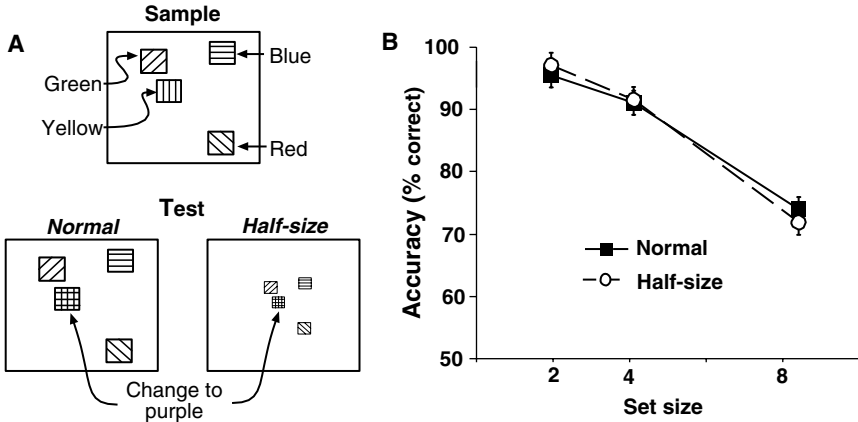 A
Sample
Green
Yellow
Blue
Red
Test
Normal
Half-size
Change to
purple
B
Accuracy (% correct)
100
90
80
70
60
50
Normal
Half-size
2
4
8
Set size